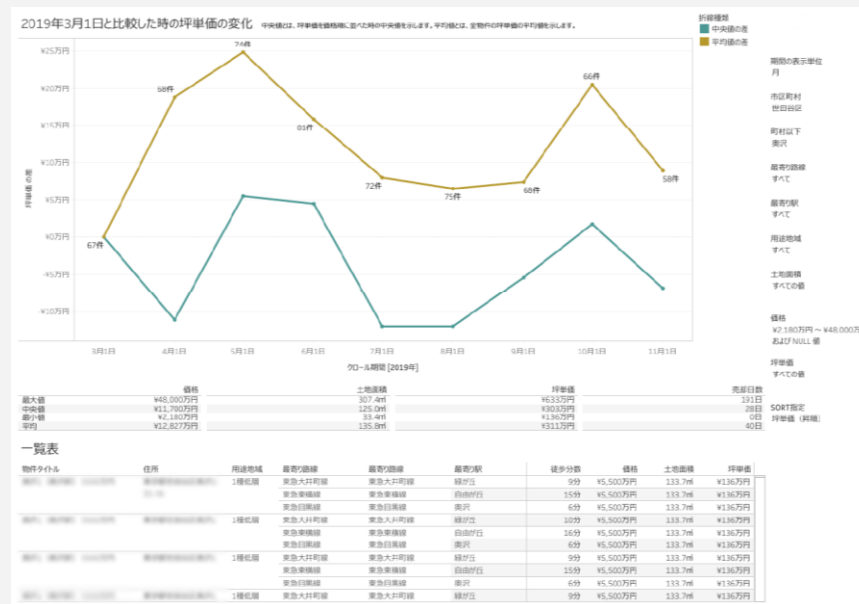 2019年3月1日と比較した時の坪単価の変化 中央値とは、坪単価を価格順に並べた時の中央値を示します。平均値とは、全物件の坪単価の平均値を示します。
折線種類
中央値の差
平均値の差
期間の表示単位
月
市区町村
世田谷区
町村以下
奥沢
最寄り路線
すべて
最寄り駅
すべて
用途地域
すべて
土地面積
すべての値
価格
¥2,180万円 ～ ¥48,000万
および NULL 値
坪単価
すべての値
SORT指定
坪単価（昇順）
坪単価の差
¥25万円
¥20万円
¥15万円
¥10万円
¥5万円
¥0万円
-¥5万円
-¥10万円
67件
68件
74件
72件
75件
68件
66件
58件
3月1日 4月1日 5月1日 6月1日 7月1日 8月1日 9月1日 10月1日 11月1日
クロール期間 [2019年]
価格 土地面積 坪単価 売却日数
最大値 ¥48,000万円 307.4㎡ ¥633万円 191日
中央値 ¥11,700万円 125.0㎡ ¥303万円 28日
最小値 ¥2,180万円 33.4㎡ ¥136万円 0日
平均 ¥12,827万円 135.8㎡ ¥311万円 40日
一覧表
物件タイトル 住所 用途地域 最寄り路線 最寄り路線 最寄り駅 徒歩分数 価格 土地面積 坪単価
1種低層 東急大井町線 東急大井町線 緑が丘 9分 ¥5,500万円 133.7㎡ ¥136万円
東急東横線 東急東横線 自由が丘 15分 ¥5,500万円 133.7㎡ ¥136万円
東急目黒線 東急目黒線 奥沢 6分 ¥5,500万円 133.7㎡ ¥136万円
1種低層 東急大井町線 東急大井町線 緑が丘 10分 ¥5,500万円 133.7㎡ ¥136万円
東急東横線 東急東横線 自由が丘 16分 ¥5,500万円 133.7㎡ ¥136万円
東急目黒線 東急目黒線 奥沢 6分 ¥5,500万円 133.7㎡ ¥136万円
1種低層 東急大井町線 東急大井町線 緑が丘 9分 ¥5,500万円 133.7㎡ ¥136万円
東急東横線 東急東横線 自由が丘 15分 ¥5,500万円 133.7㎡ ¥136万円
東急目黒線 東急目黒線 奥沢 6分 ¥5,500万円 133.7㎡ ¥136万円
1種低層 東急大井町線 東急大井町線 緑が丘 9分 ¥5,500万円 133.7㎡ ¥136万円